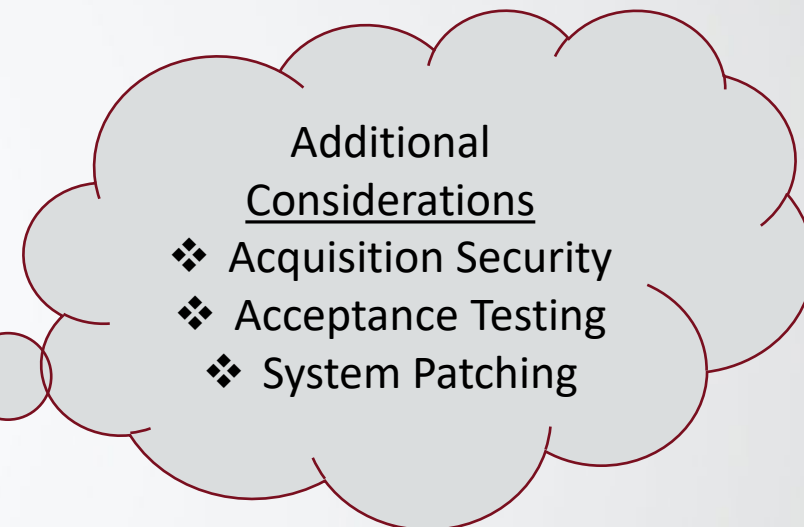 Additional
Considerations
❖ Acquisition Security
❖ Acceptance Testing
❖ System Patching